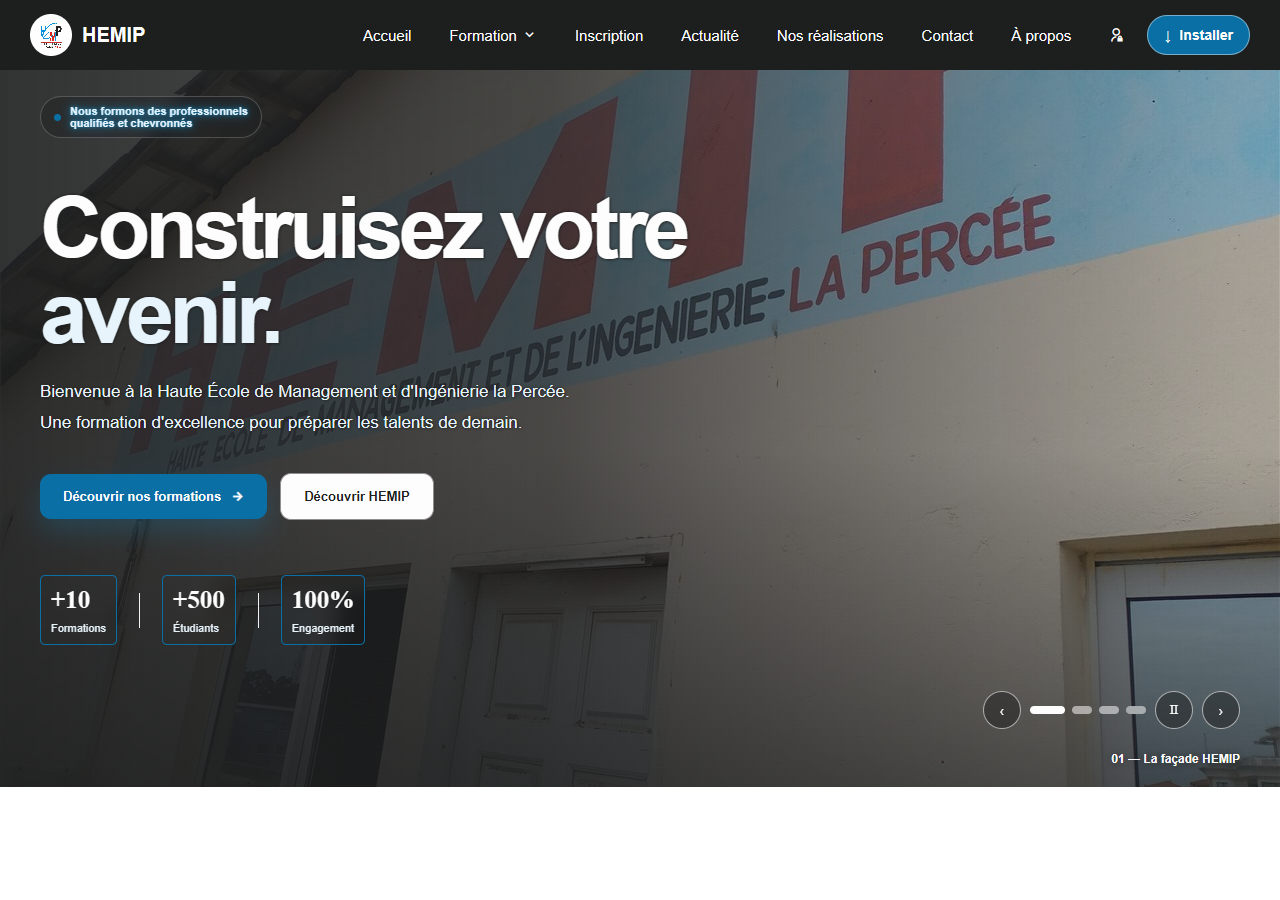 HEMIP
Accueil
Formation
Inscription
Actualité
Nos réalisations
Contact
À propos
↓ Installer
Nous formons des professionnels
qualifiés et chevronnés
Construisez votre
avenir.
Bienvenue à la Haute École de Management et d'Ingénierie la Percée.
Une formation d'excellence pour préparer les talents de demain.
Découvrir nos formations →
Découvrir HEMIP
+10
Formations
+500
Étudiants
100%
Engagement
HEMIP
HAUTE ECOLE DE MANAGEMENT ET DE L'INGENIERIE-LA PERCÉE
01 — La façade HEMIP